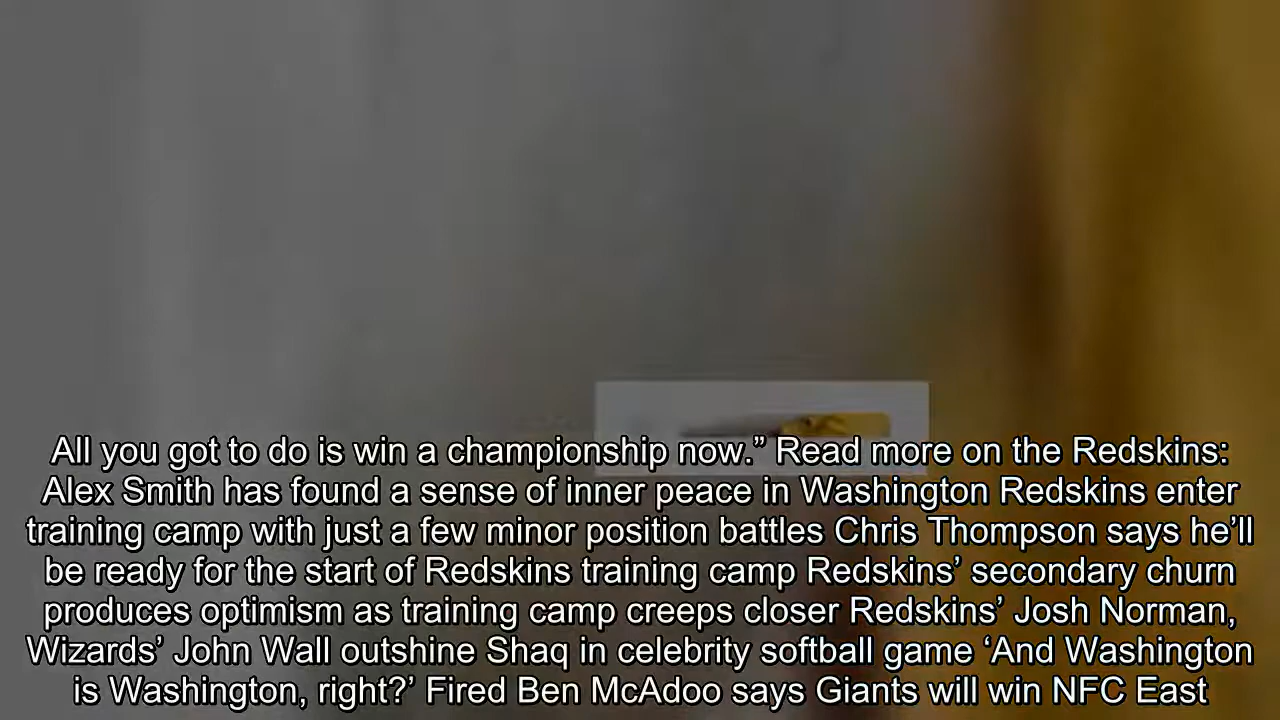 All you got to do is win a championship now.” Read more on the Redskins:
Alex Smith has found a sense of inner peace in Washington Redskins enter
training camp with just a few minor position battles Chris Thompson says he’ll
be ready for the start of Redskins training camp Redskins’ secondary churn
produces optimism as training camp creeps closer Redskins’ Josh Norman,
Wizards’ John Wall outshine Shaq in celebrity softball game ‘And Washington
is Washington, right?’ Fired Ben McAdoo says Giants will win NFC East